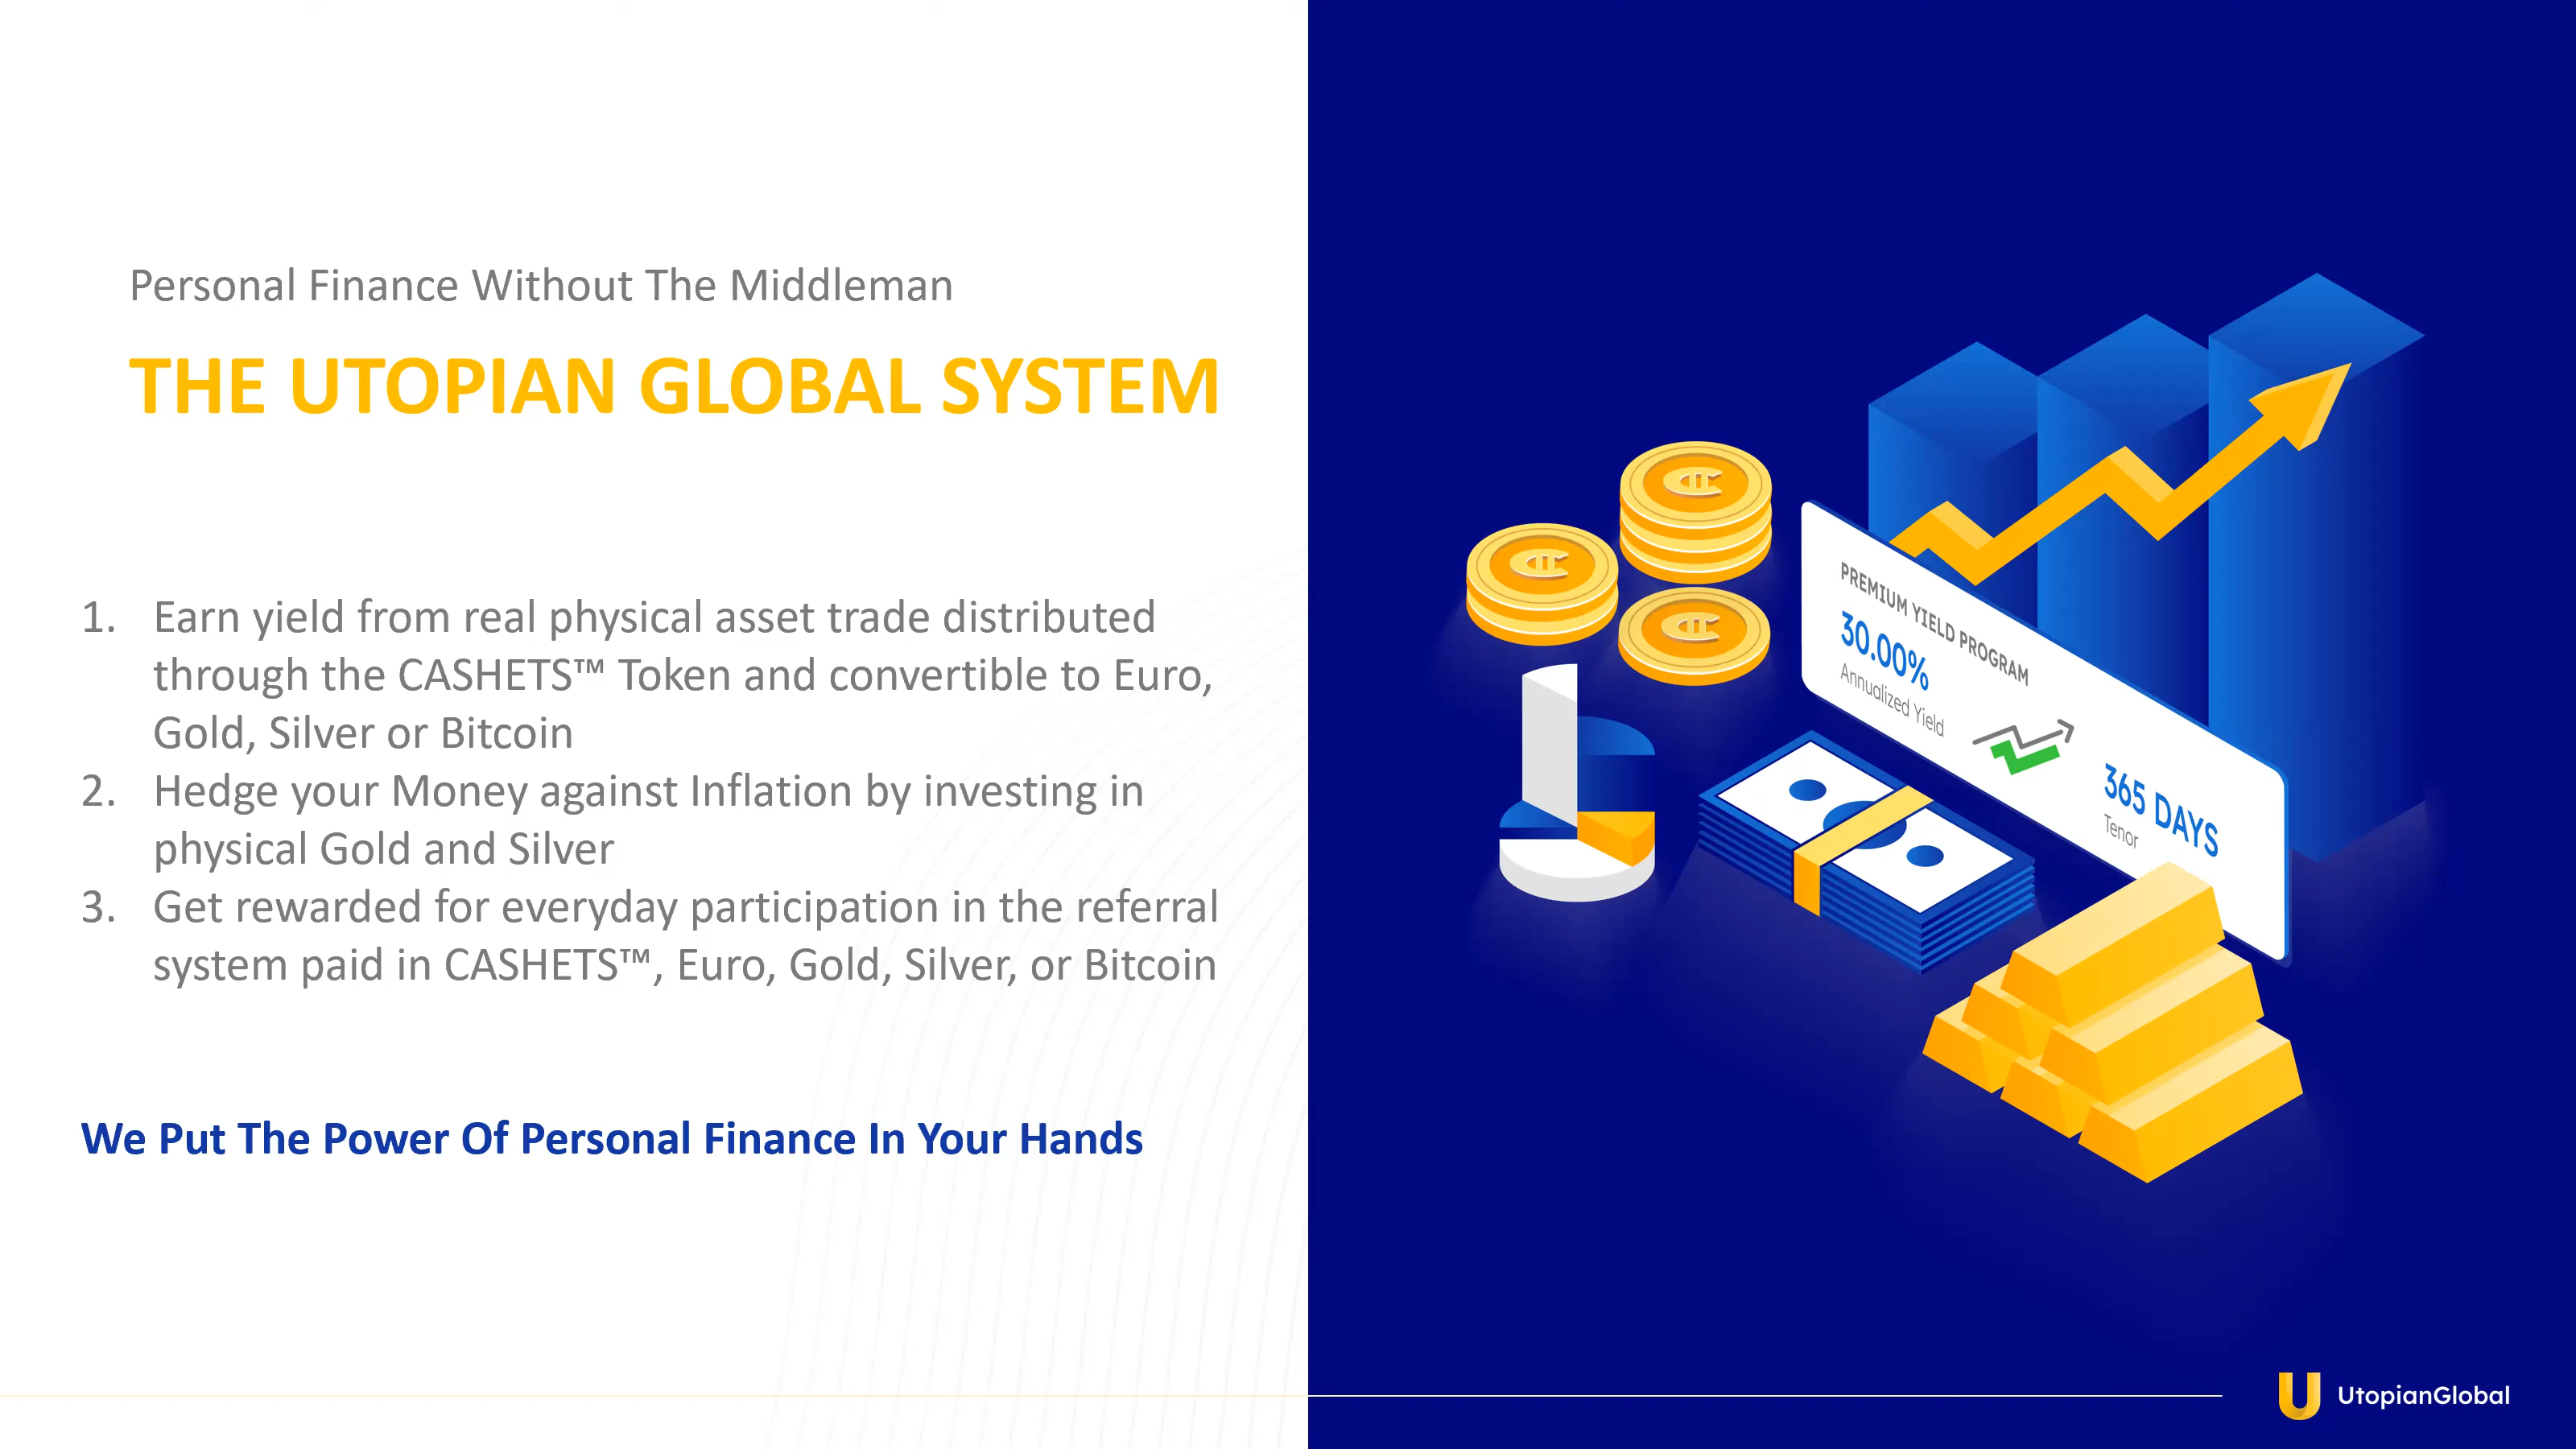 Personal Finance Without The Middleman
THE UTOPIAN GLOBAL SYSTEM
1. Earn yield from real physical asset trade distributed
through the CASHETS™ Token and convertible to Euro,
Gold, Silver or Bitcoin
2. Hedge your Money against Inflation by investing in
physical Gold and Silver
3. Get rewarded for everyday participation in the referral
system paid in CASHETS™, Euro, Gold, Silver, or Bitcoin
We Put The Power Of Personal Finance In Your Hands
PREMIUM YIELD PROGRAM
30.00%
Annualized Yield
365 DAYS
Tenor
UtopianGlobal